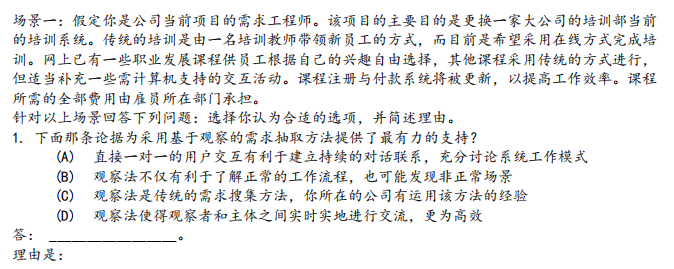 场景一：假定你是公司当前项目的需求工程师。该项目的主要目的是更换一家大公司的培训部当前
的培训系统。传统的培训是由一名培训教师带领新员工的方式，而目前是希望采用在线方式完成培
训。网上已有一些职业发展课程供员工根据自己的兴趣自由选择，其他课程采用传统的方式进行，
但适当补充一些需计算机支持的交互活动。课程注册与付款系统将被更新，以提高工作效率。课程
所需的全部费用由雇员所在部门承担。
针对以上场景回答下列问题：选择你认为合适的选项，并简述理由。
1. 下面那条论据为采用基于观察的需求抽取方法提供了最有力的支持？
(A) 直接一对一的用户交互有利于建立持续的对话联系，充分讨论系统工作模式
(B) 观察法不仅有利于了解正常的工作流程，也可能发现非正常场景
(C) 观察法是传统的需求搜集方法，你所在的公司有运用该方法的经验
(D) 观察法使得观察者和主体之间实时实地进行交流，更为高效
答： ___________________。
理由是：